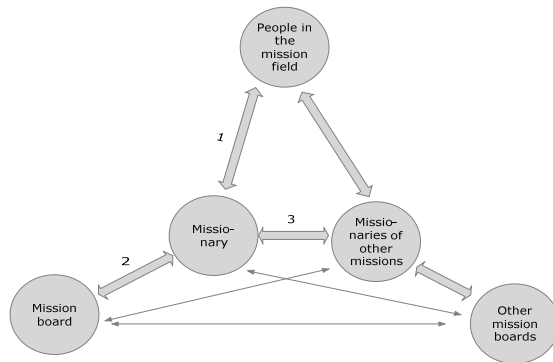 People in
the
mission
field
1
Missio-
nary
3
Missio-
naries of
other
missions
2
Mission
board
Other
mission
boards